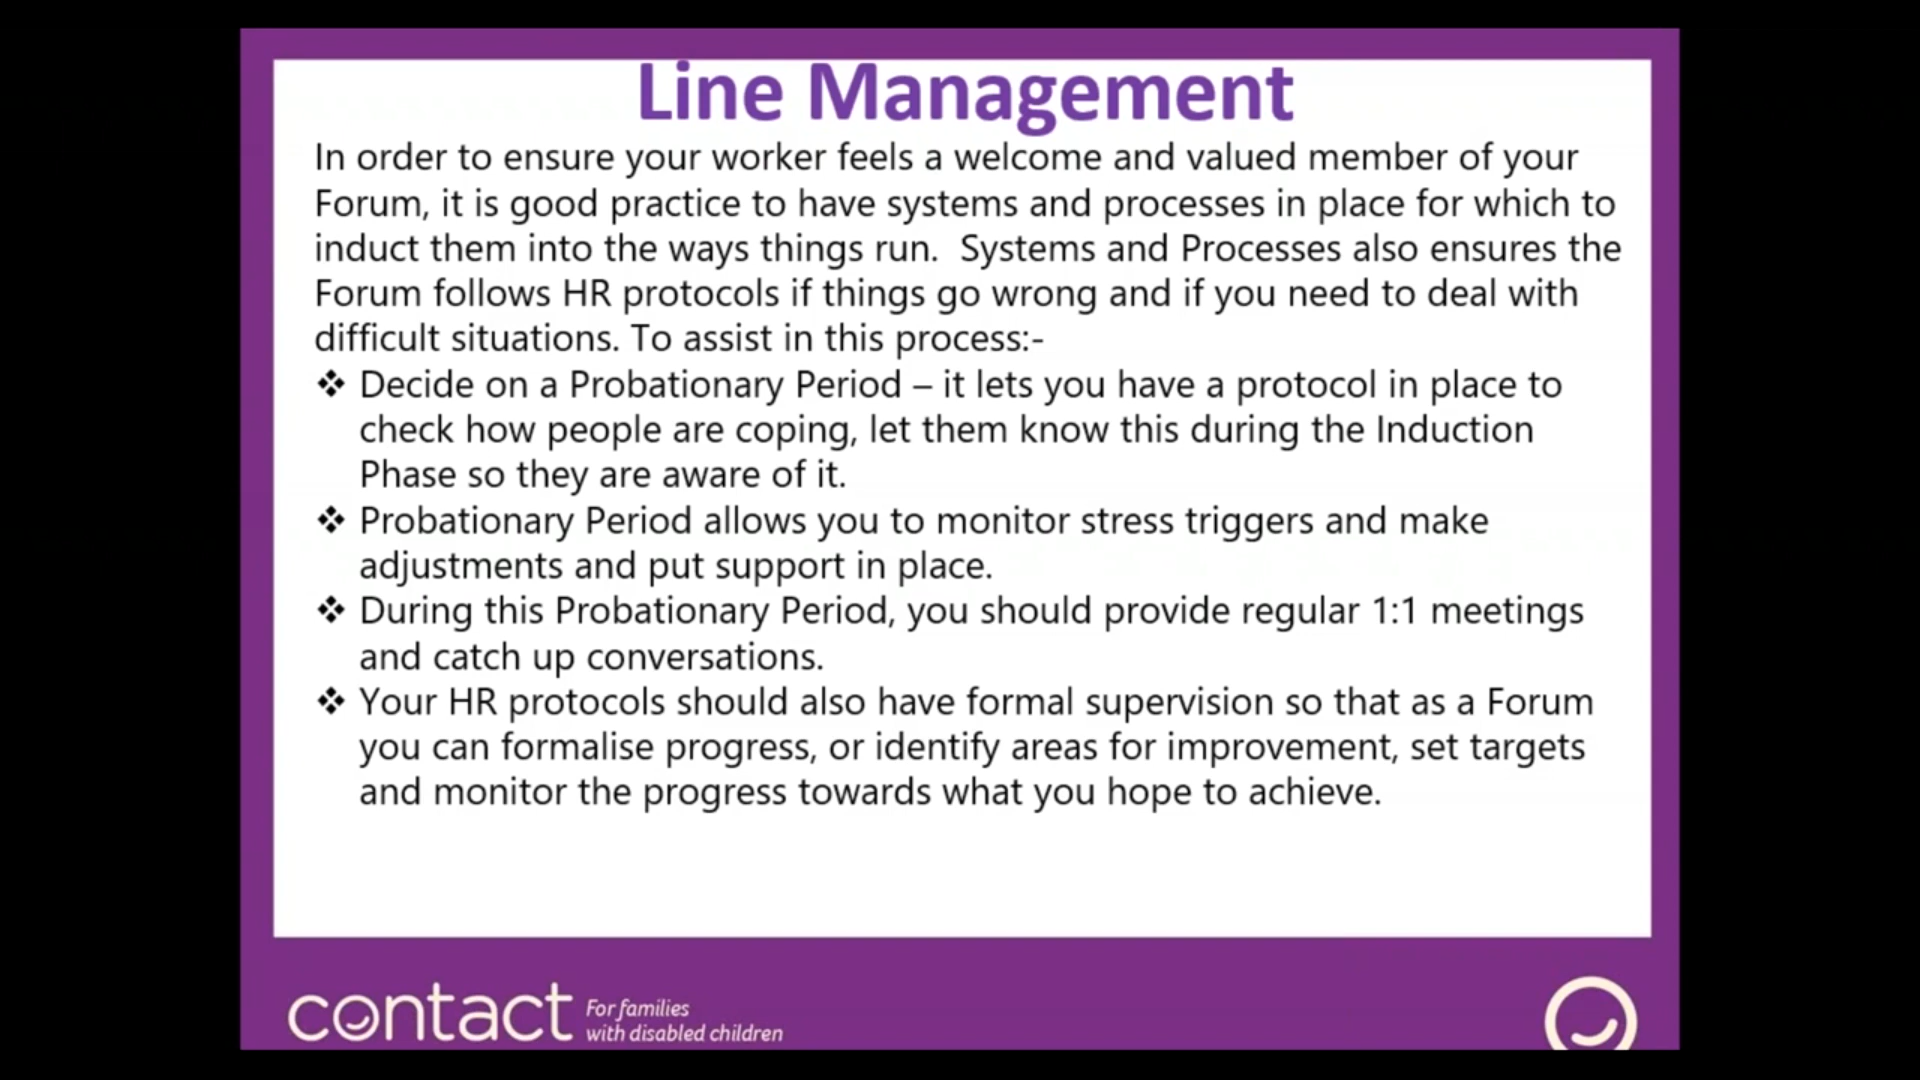 Line Management
In order to ensure your worker feels a welcome and valued member of your
Forum, it is good practice to have systems and processes in place for which to
induct them into the ways things run.  Systems and Processes also ensures the
Forum follows HR protocols if things go wrong and if you need to deal with
difficult situations. To assist in this process:-
❖ Decide on a Probationary Period – it lets you have a protocol in place to
check how people are coping, let them know this during the Induction
Phase so they are aware of it.
❖ Probationary Period allows you to monitor stress triggers and make
adjustments and put support in place.
❖ During this Probationary Period, you should provide regular 1:1 meetings
and catch up conversations.
❖ Your HR protocols should also have formal supervision so that as a Forum
you can formalise progress, or identify areas for improvement, set targets
and monitor the progress towards what you hope to achieve.
contact
For families
with disabled children